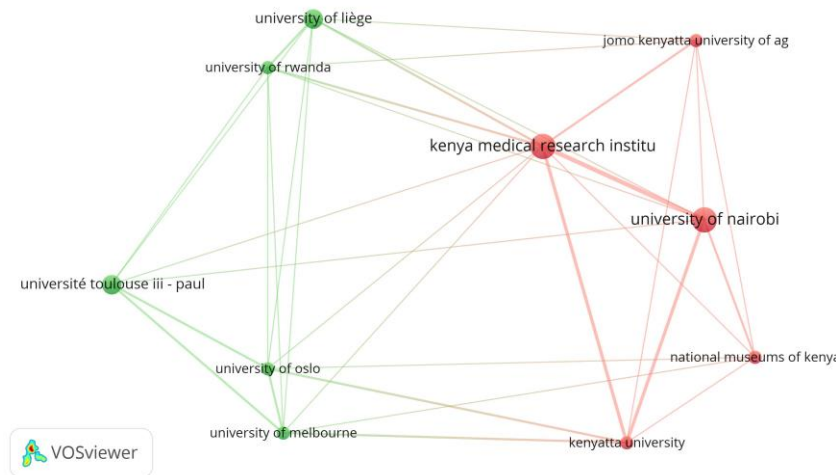 university of liège
jomo kenyatta university of ag
university of rwanda
kenya medical research institu
university of nairobi
université toulouse iii - paul
national museums of kenya
university of oslo
university of melbourne
kenyatta university
VOSviewer